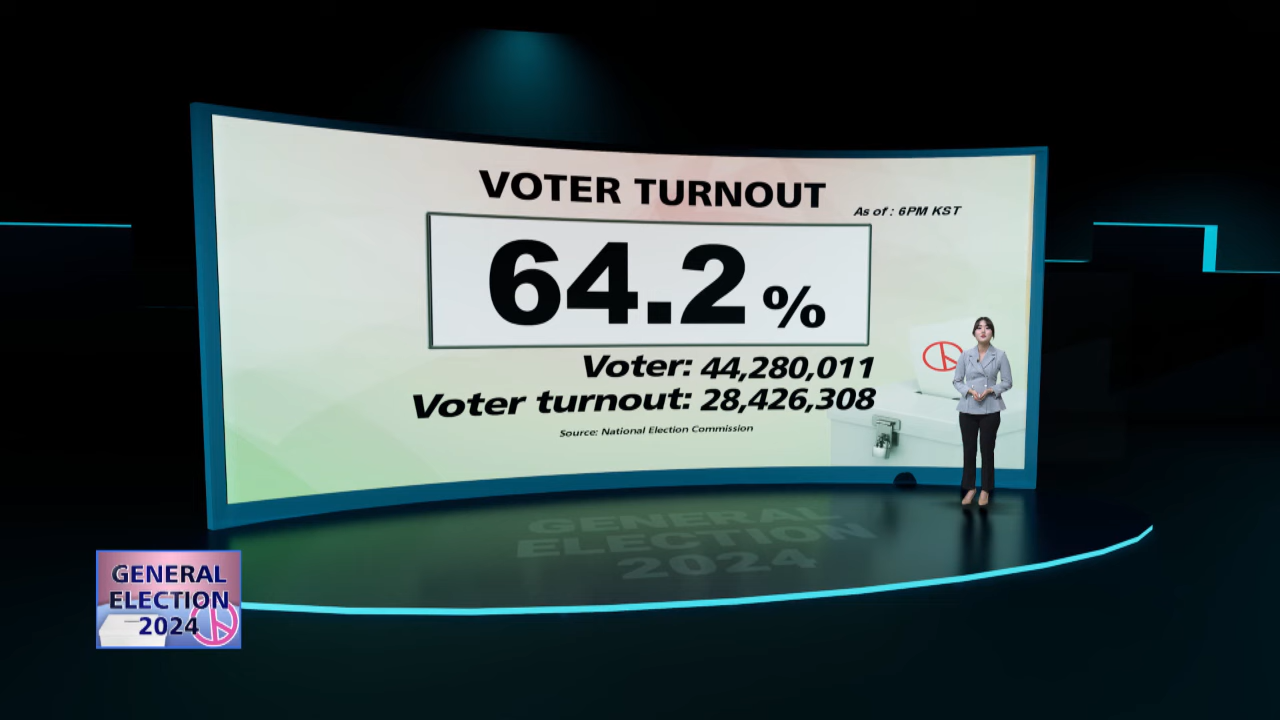 VOTER TURNOUT
As of : 6PM KST
64.2 %
Voter: 44,280,011
Voter turnout: 28,426,308
Source: National Election Commission
GENERAL
ELECTION
2024
GENERAL
ELECTION
2024